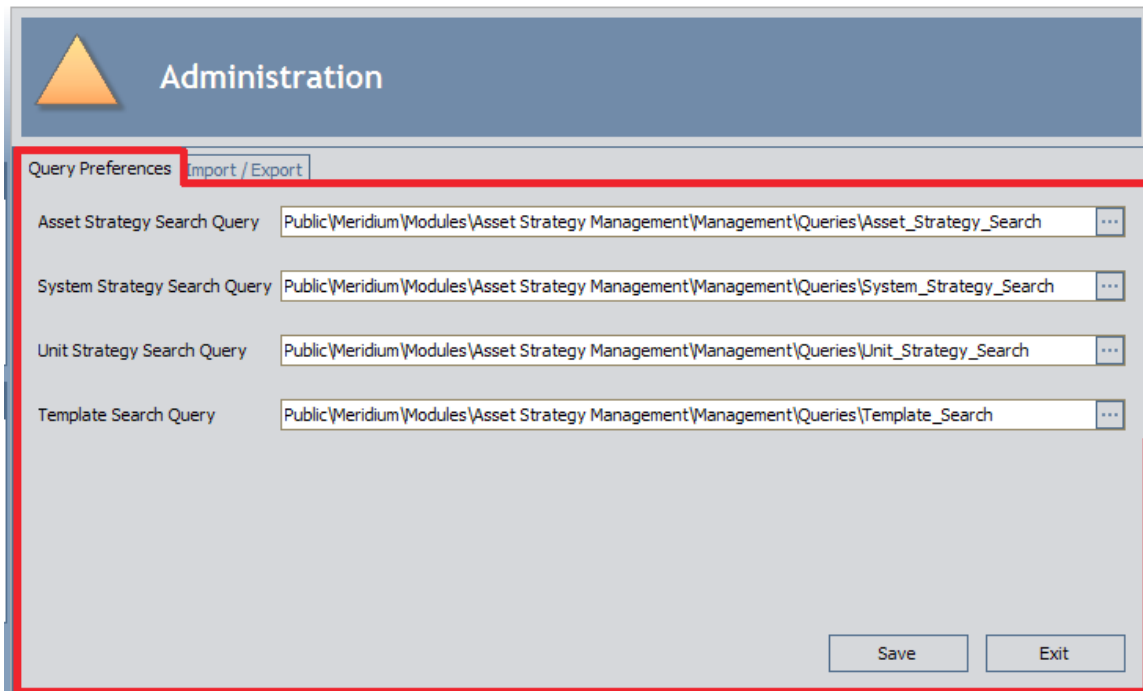 Administration
Query Preferences Import / Export
Asset Strategy Search Query Public\Meridium\Modules\Asset Strategy Management\Management\Queries\Asset_Strategy_Search ...
System Strategy Search Query Public\Meridium\Modules\Asset Strategy Management\Management\Queries\System_Strategy_Search ...
Unit Strategy Search Query Public\Meridium\Modules\Asset Strategy Management\Management\Queries\Unit_Strategy_Search ...
Template Search Query Public\Meridium\Modules\Asset Strategy Management\Management\Queries\Template_Search ...
Save Exit